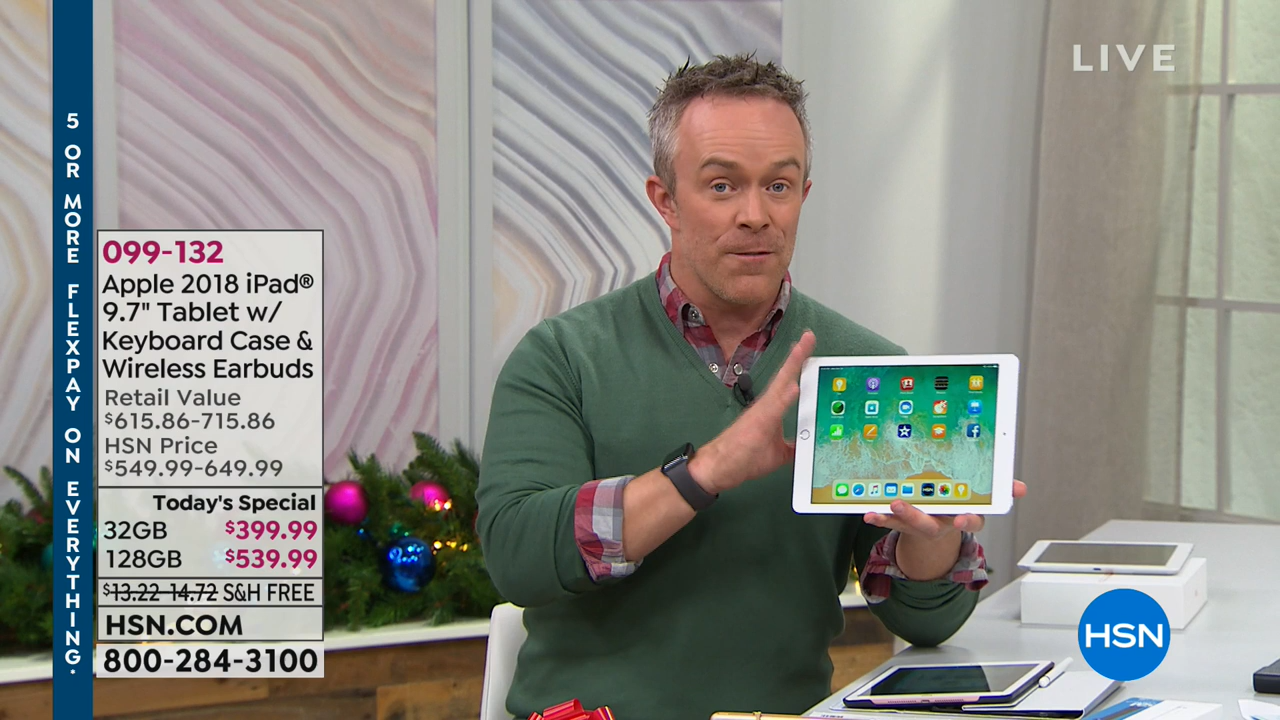 LIVE
5 OR MORE FLEXPAY ON EVERYTHING.
099-132
Apple 2018 iPad®
9.7" Tablet w/
Keyboard Case &
Wireless Earbuds
Retail Value
$615.86-715.86
HSN Price
$549.99-649.99
Today's Special
32GB $399.99
128GB $539.99
$13.22-14.72 S&H FREE
HSN.COM
800-284-3100
HSN